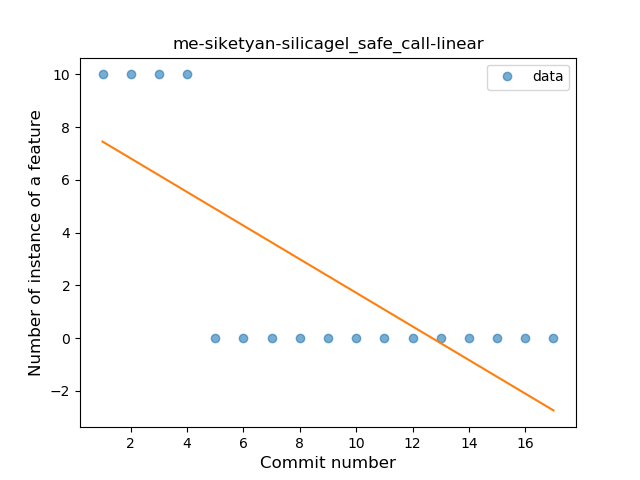 me-siketyan-silicagel_safe_call-linear
data
Number of instance of a feature
10
8
6
4
2
0
−2
2 4 6 8 10 12 14 16
Commit number